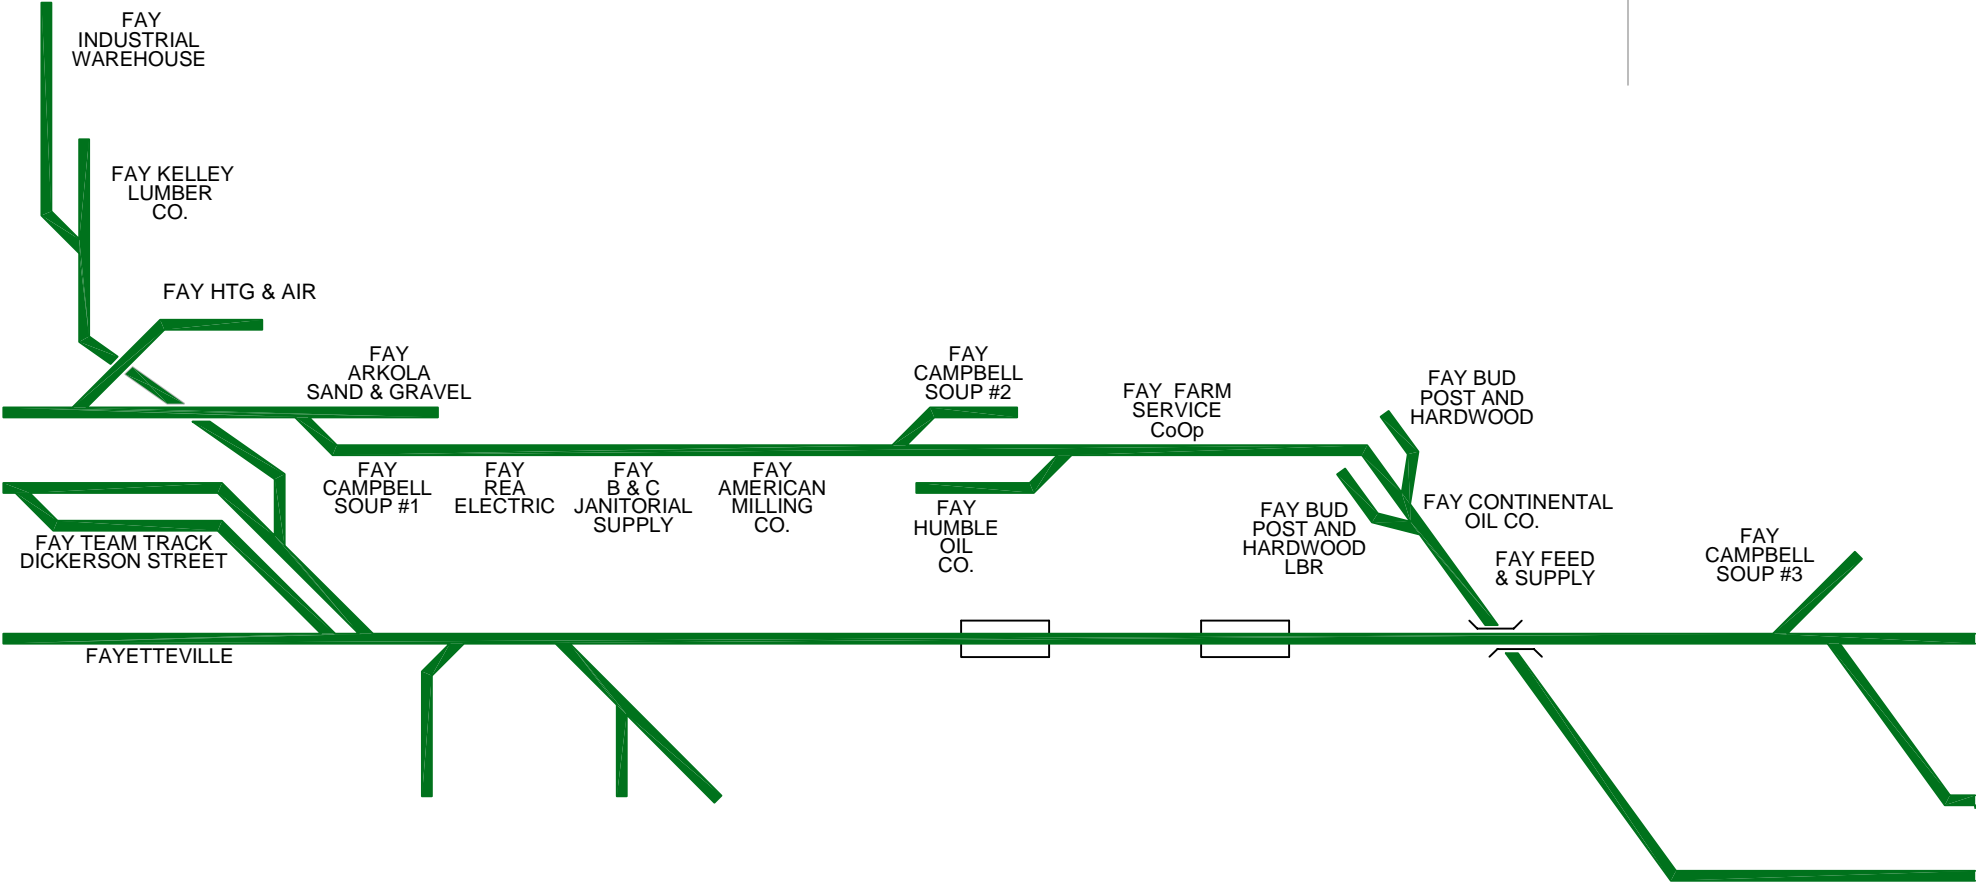 FAY
INDUSTRIAL
WAREHOUSE
FAY KELLEY
LUMBER
CO.
FAY HTG & AIR
FAY
ARKOLA
SAND & GRAVEL
FAY
CAMPBELL
SOUP #2
FAY FARM
SERVICE
CoOp
FAY BUD
POST AND
HARDWOOD
FAY
CAMPBELL
SOUP #1
FAY
REA
ELECTRIC
FAY
B & C
JANITORIAL
SUPPLY
FAY
AMERICAN
MILLING
CO.
FAY
HUMBLE
OIL
CO.
FAY BUD
POST AND
HARDWOOD
LBR
FAY CONTINENTAL
OIL CO.
FAY FEED
& SUPPLY
FAY
CAMPBELL
SOUP #3
FAY TEAM TRACK
DICKERSON STREET
FAYETTEVILLE